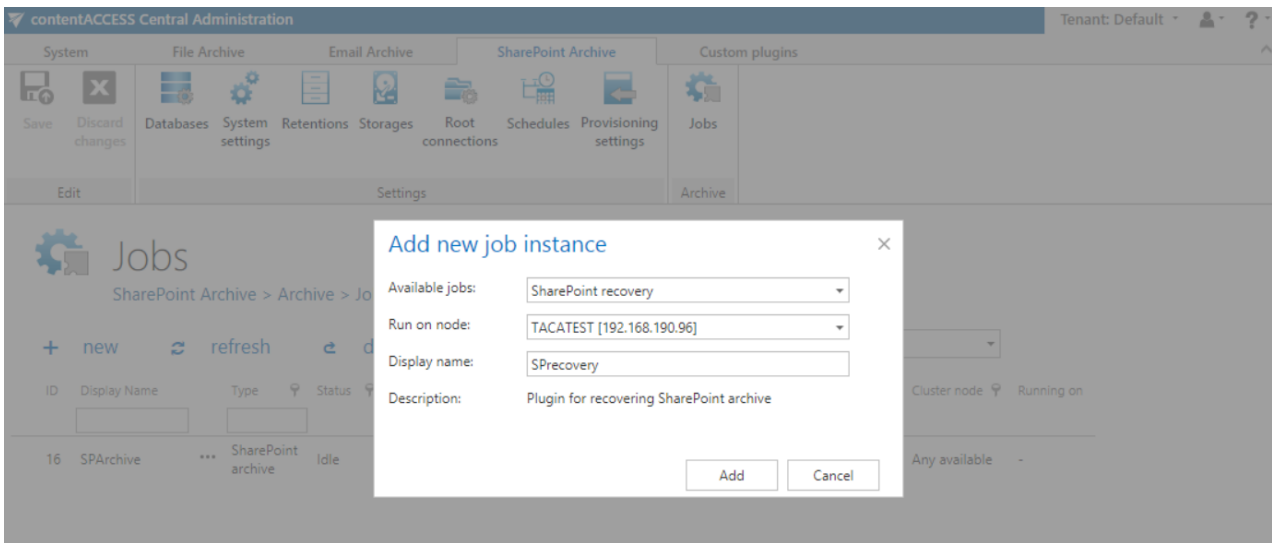 contentACCESS Central Administration
Tenant: Default
?
System
File Archive
Email Archive
SharePoint Archive
Custom plugins
Save
Discard
changes
Databases
System
settings
Retentions
Storages
Root
connections
Schedules
Provisioning
settings
Jobs
Edit
Settings
Archive
Jobs
SharePoint Archive > Archive > Jo
+ new
refresh
d
ID
Display Name
Type
Status
Cluster node
Running on
16
SPArchive
...
SharePoint
archive
Idle
Any available
-
Add new job instance
Available jobs:
SharePoint recovery
Run on node:
TACATEST [192.168.190.96]
Display name:
SPrecovery
Description:
Plugin for recovering SharePoint archive
Add
Cancel